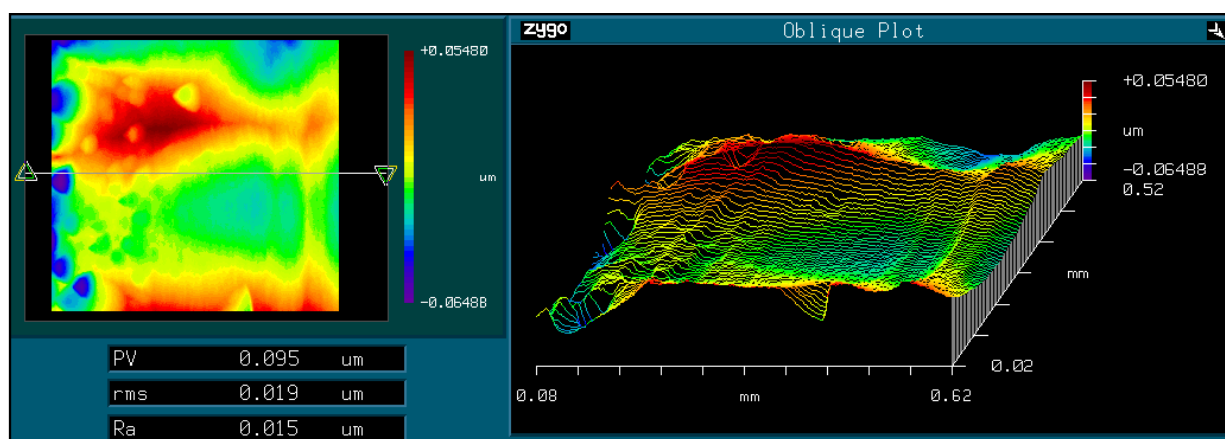 zygo
Oblique Plot
+0.05480
um
-0.06488
PV 0.095 um
rms 0.019 um
Ra 0.015 um
+0.05480
um
-0.06488
0.52
mm
0.02
0.08 mm 0.62